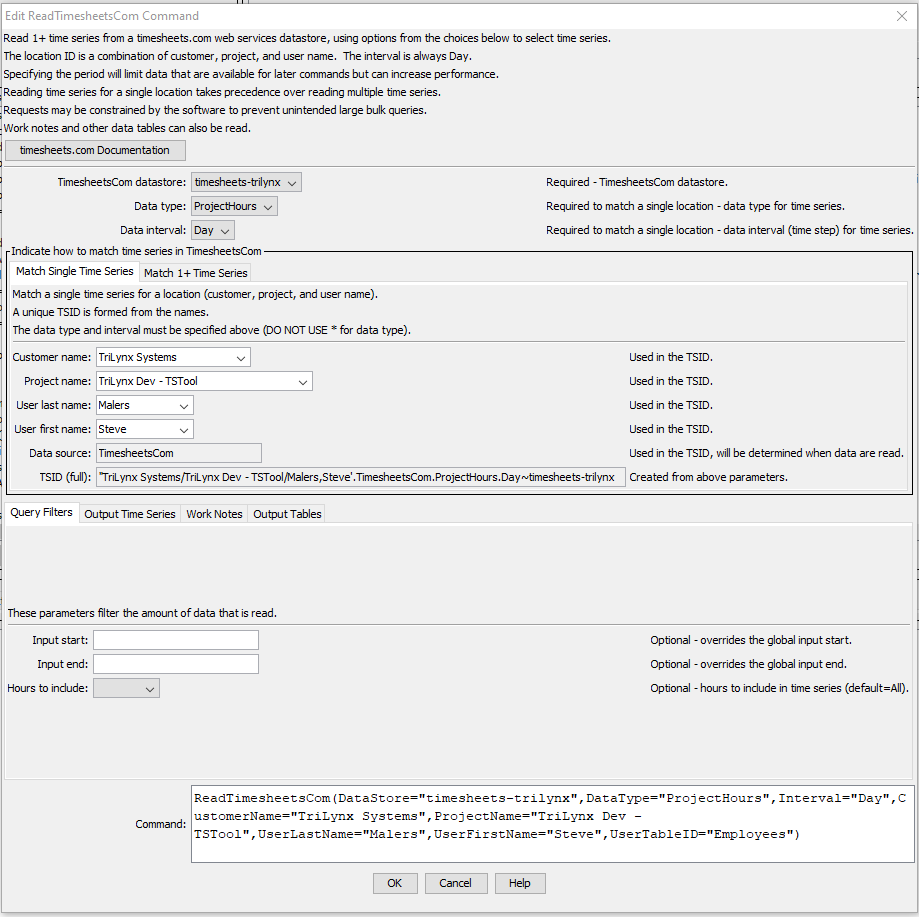 Edit ReadTimesheetsCom Command
Read 1+ time series from a timesheets.com web services datastore, using options from the choices below to select time series.
The location ID is a combination of customer, project, and user name.  The interval is always Day.
Specifying the period will limit data that are available for later commands but can increase performance.
Reading time series for a single location takes precedence over reading multiple time series.
Requests may be constrained by the software to prevent unintended large bulk queries.
Work notes and other data tables can also be read.
timesheets.com Documentation
TimesheetsCom datastore: timesheets-trilynx Required - TimesheetsCom datastore.
Data type: ProjectHours Required to match a single location - data type for time series.
Data interval: Day Required to match a single location - data interval (time step) for time series.
Indicate how to match time series in TimesheetsCom
Match Single Time Series Match 1+ Time Series
Match a single time series for a location (customer, project, and user name).
A unique TSID is formed from the names.
The data type and interval must be specified above (DO NOT USE * for data type).
Customer name: TriLynx Systems Used in the TSID.
Project name: TriLynx Dev - TSTool Used in the TSID.
User last name: Malers Used in the TSID.
User first name: Steve Used in the TSID.
Data source: TimesheetsCom Used in the TSID, will be determined when data are read.
TSID (full): 'TriLynx Systems/TriLynx Dev - TSTool/Malers,Steve'.TimesheetsCom.ProjectHours.Day~timesheets-trilynx Created from above parameters.
Query Filters Output Time Series Work Notes Output Tables
These parameters filter the amount of data that is read.
Input start: Optional - overrides the global input start.
Input end: Optional - overrides the global input end.
Hours to include: Optional - hours to include in time series (default=All).
Command:
ReadTimesheetsCom(DataStore="timesheets-trilynx",DataType="ProjectHours",Interval="Day",C
ustomerName="TriLynx Systems",ProjectName="TriLynx Dev -
TSTool",UserLastName="Malers",UserFirstName="Steve",UserTableID="Employees")
OK Cancel Help